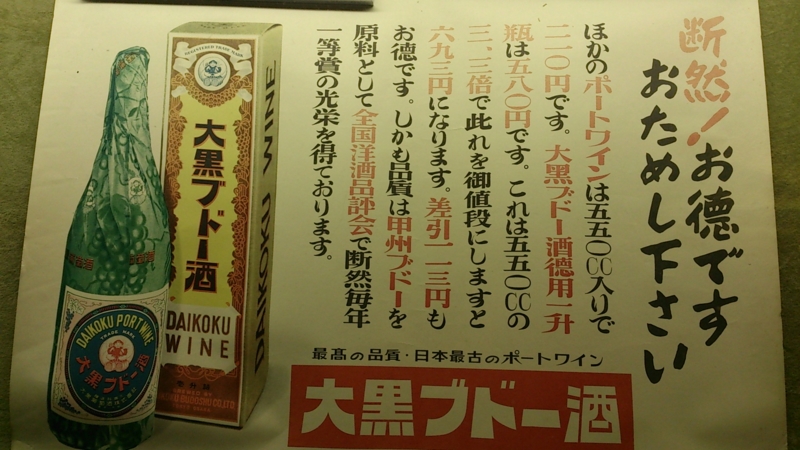 断然!お徳です
おためし下さい
ほかのポートワインは五五〇CC入りで
二一〇円です。大黒ブドー酒徳用一升
瓶は五八〇円です。これは五五〇CCの
三、三倍で此れを御値段にしますと
六九三円になります。差引一一三円も
お徳です。しかも品質は甲州ブドーを
原料として全国洋酒品評会で断然毎年
一等賞の光栄を得ております。
最高の品質・日本最古のポートワイン
大黒ブドー酒
REGISTERED TRADE MARK
大黒ブドー酒
DAIKOKU
WINE
DAIKOKU WINE
DAIKOKU PORT WINE
TRADE MARK
大黒ブドー酒